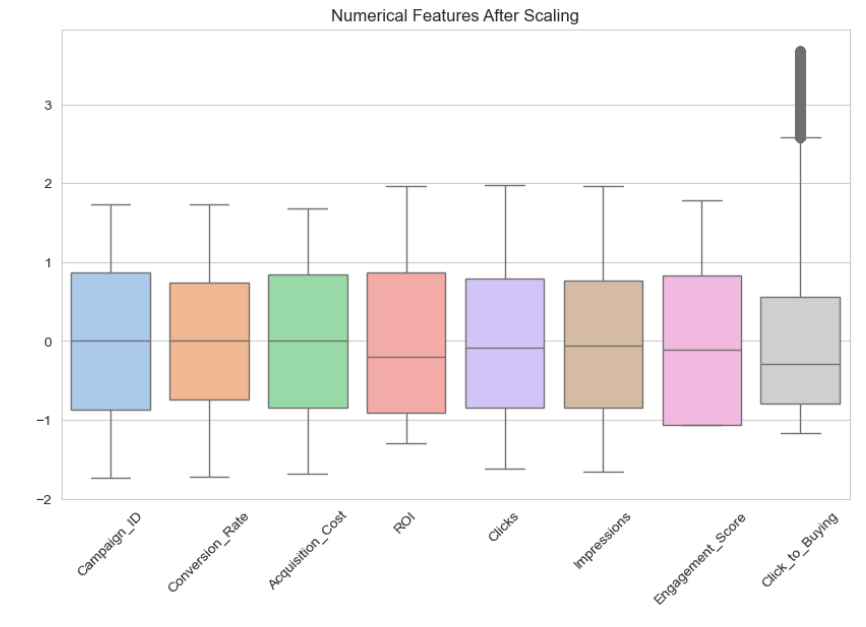 Numerical Features After Scaling
3
2
1
0
−1
−2
Campaign_ID
Conversion_Rate
Acquisition_Cost
ROI
Clicks
Impressions
Engagement_Score
Click_to_Buying